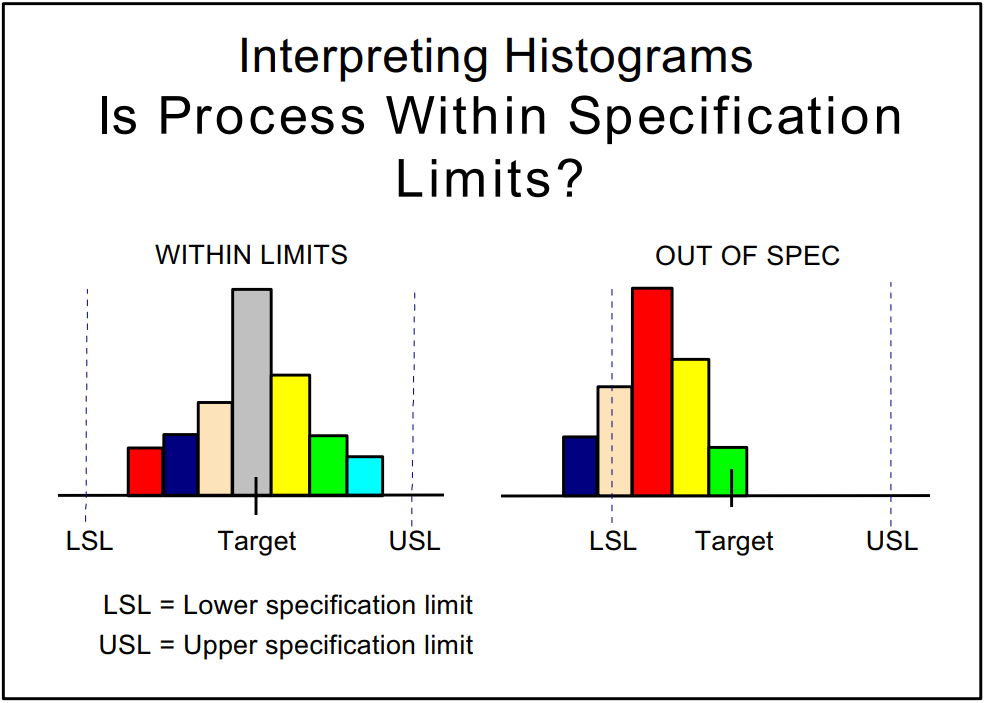 Interpreting Histograms
Is Process Within Specification
Limits?
WITHIN LIMITS
OUT OF SPEC
LSL
Target
USL
LSL
Target
USL
LSL = Lower specification limit
USL = Upper specification limit